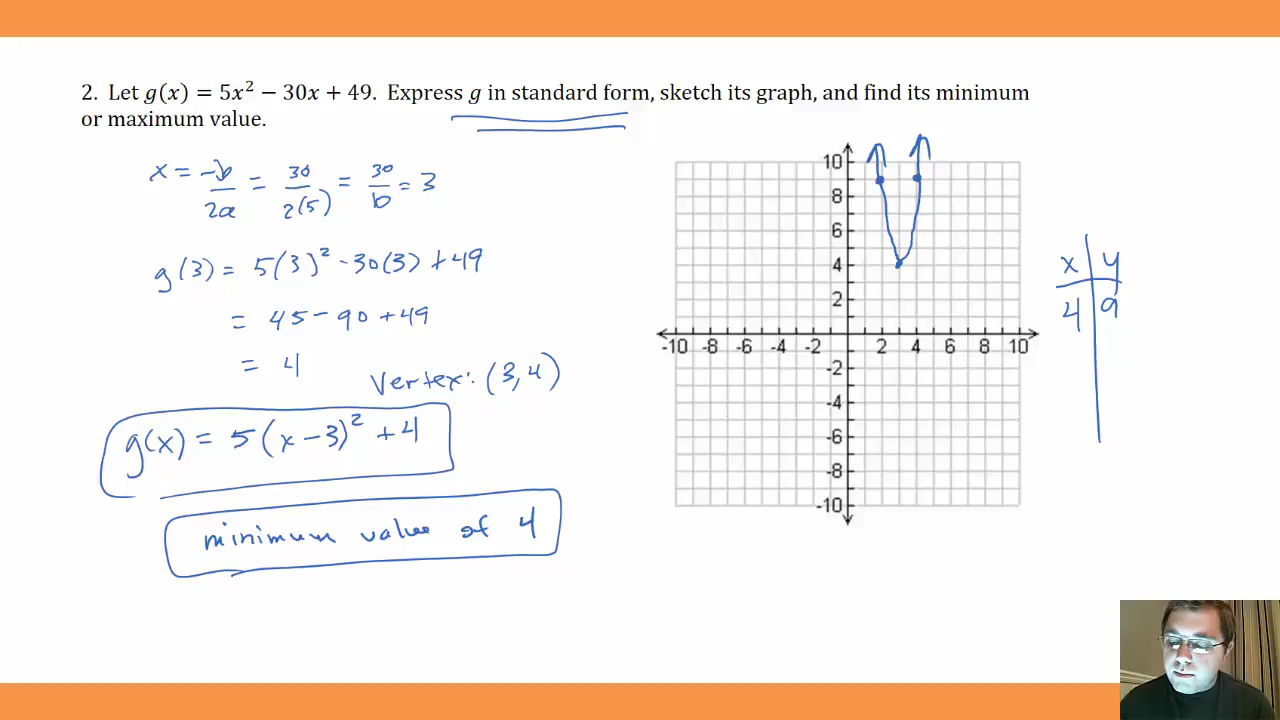 2. Let g(x) = 5x² − 30x + 49. Express g in standard form, sketch its graph, and find its minimum
or maximum value.
x = -b/2a = 30/2(5) = 30/10 = 3
g(3) = 5(3)² - 30(3) + 49
= 45 - 90 + 49
= 4
Vertex: (3,4)
g(x) = 5(x-3)² + 4
minimum value of 4
10
8
6
4
2
-10 -8 -6 -4 -2 2 4 6 8 10
-2
-4
-6
-8
-10
x y
4 9